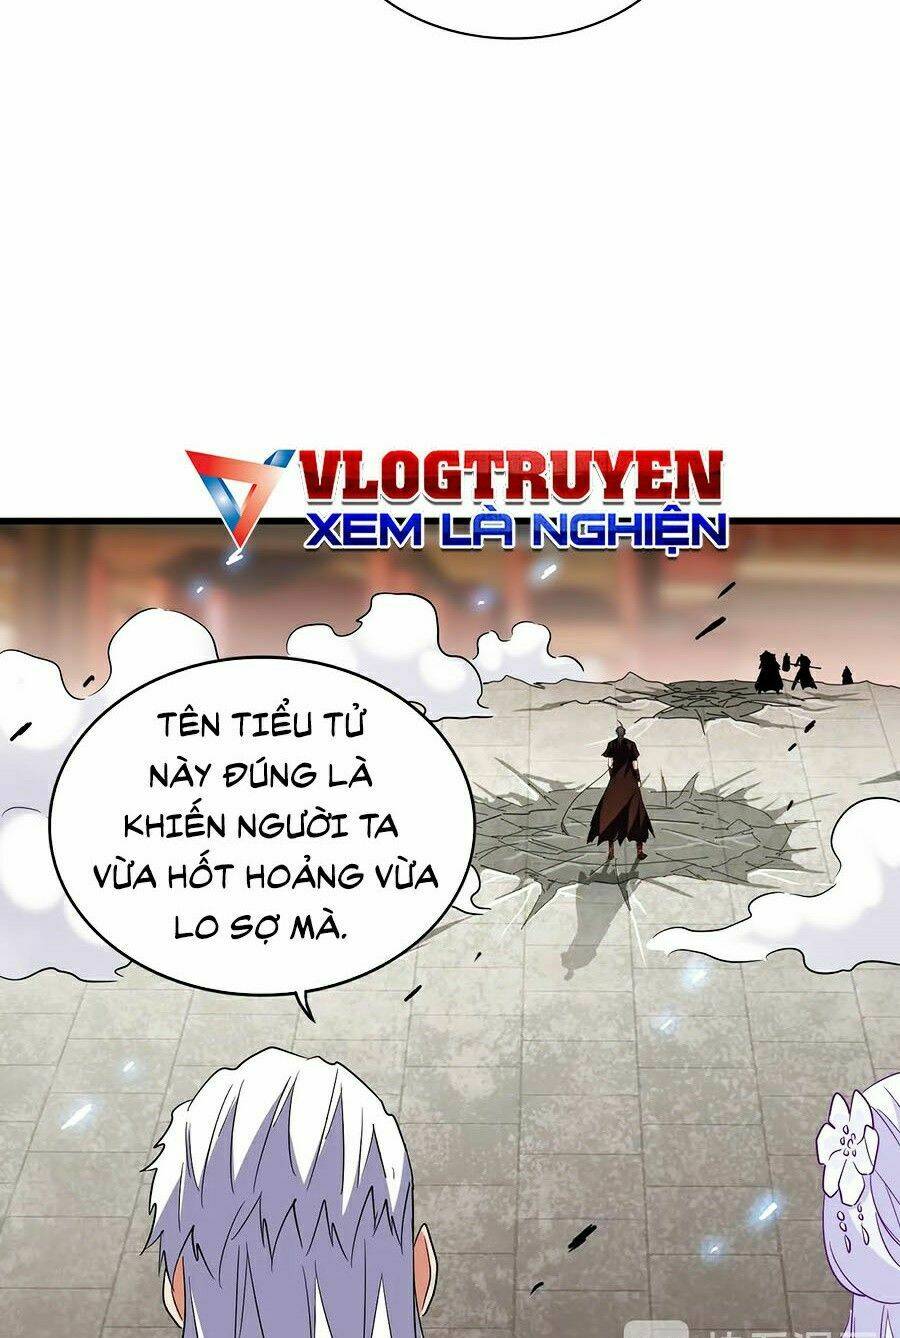 VLOGTRUYEN
XEM LÀ NGHIỆN
TÊN TIỂU TỬ
NÀY ĐÚNG LÀ
KHIẾN NGƯỜI TA
VỪA HỐT HOẢNG VỪA
LO SỢ MÀ.